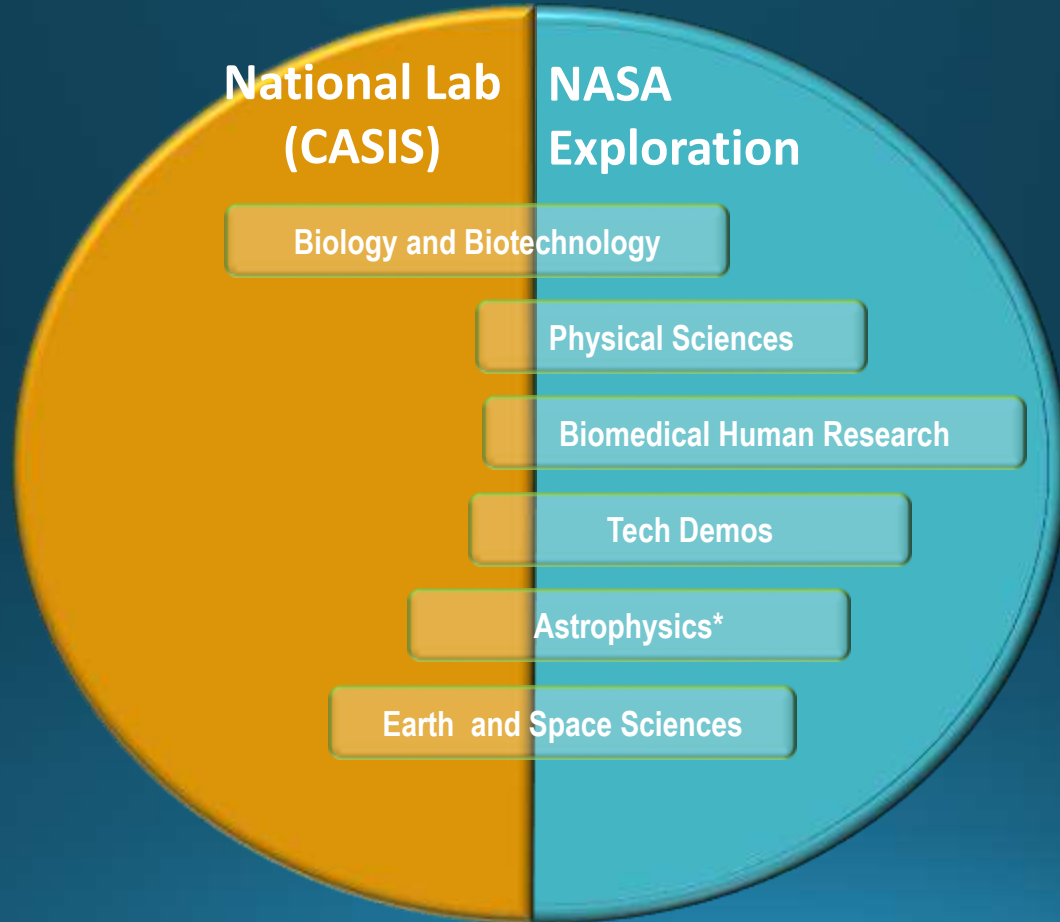 National Lab
(CASIS)
NASA
Exploration
Biology and Biotechnology
Physical Sciences
Biomedical Human Research
Tech Demos
Astrophysics*
Earth  and Space Sciences